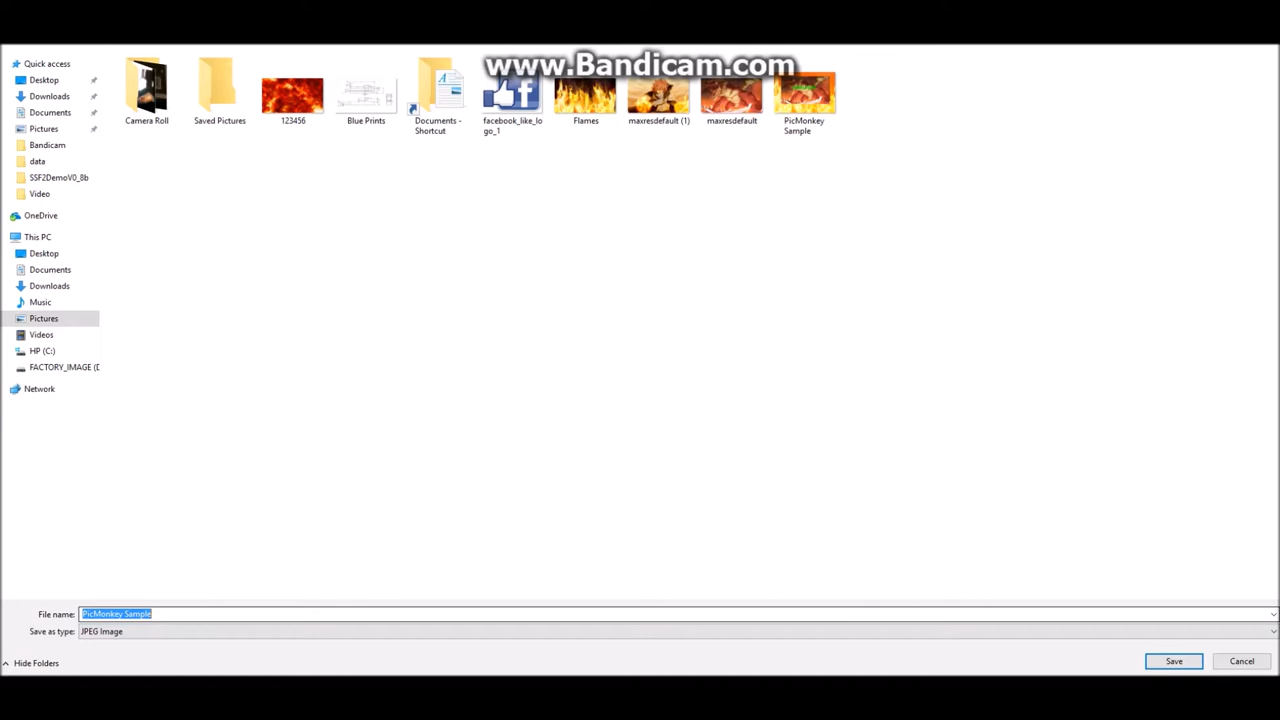 www.Bandicam.com
Quick access
Desktop
Downloads
Documents
Pictures
Bandicam
data
SSF2DemoV0_8b
Video
OneDrive
This PC
Desktop
Documents
Downloads
Music
Pictures
Videos
HP (C:)
FACTORY_IMAGE (D
Network
Camera Roll
Saved Pictures
123456
Blue Prints
Documents -
Shortcut
facebook_like_lo
go_1
Flames
maxresdefault (1)
maxresdefault
PicMonkey
Sample
File name: PicMonkey Sample
Save as type: JPEG Image
Hide Folders
Save
Cancel